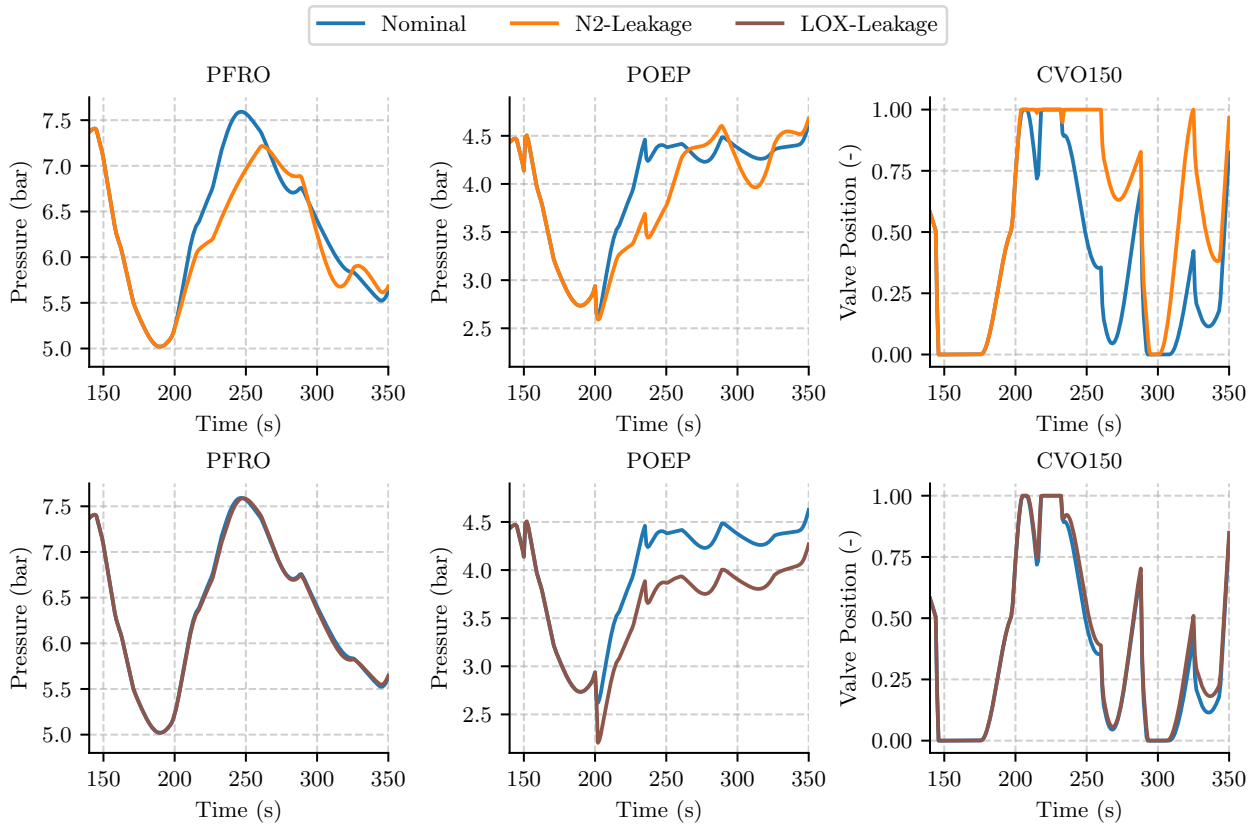 Nominal N2-Leakage LOX-Leakage
PFRO POEP CVO150
7.5
7.0
6.5
6.0
5.5
5.0
Pressure (bar)
150 200 250 300 350
Time (s)
4.5
4.0
3.5
3.0
2.5
Pressure (bar)
150 200 250 300 350
Time (s)
1.00
0.75
0.50
0.25
0.00
Valve Position (-)
150 200 250 300 350
Time (s)
PFRO POEP CVO150
7.5
7.0
6.5
6.0
5.5
5.0
Pressure (bar)
150 200 250 300 350
Time (s)
4.5
4.0
3.5
3.0
2.5
Pressure (bar)
150 200 250 300 350
Time (s)
1.00
0.75
0.50
0.25
0.00
Valve Position (-)
150 200 250 300 350
Time (s)